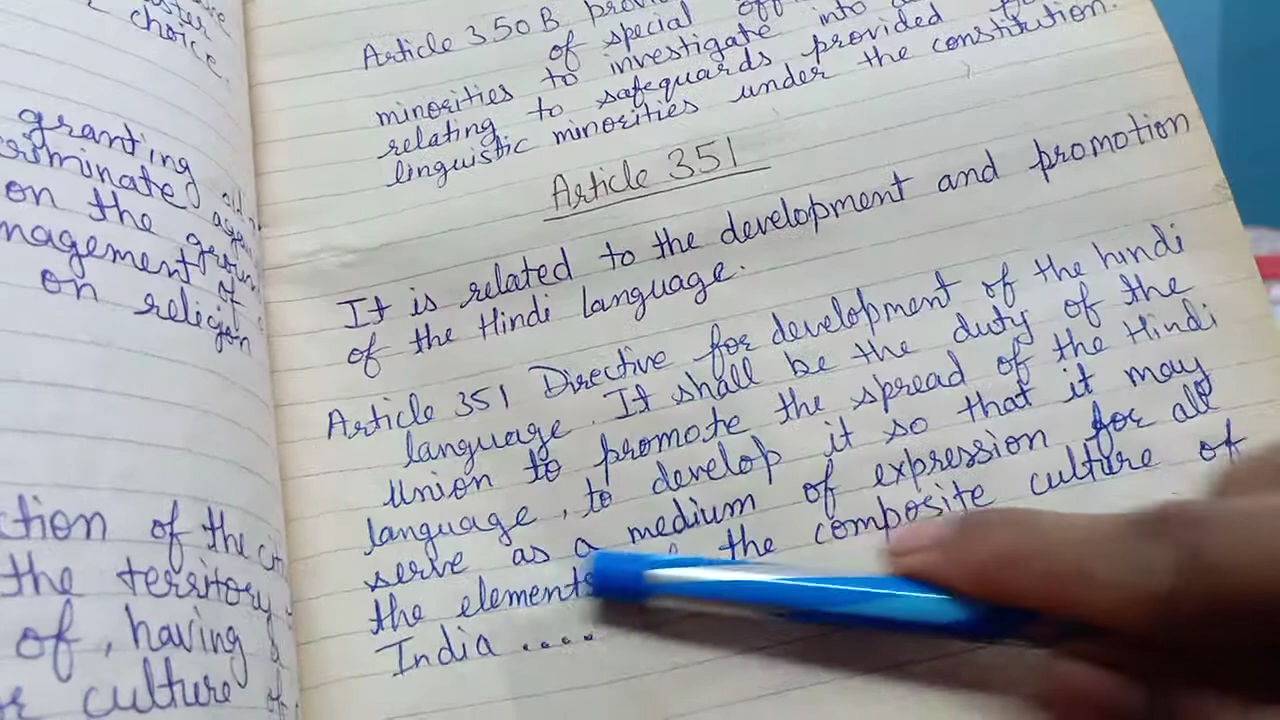 choice.
granting
on the
on religion
ction of the
the territory
of, having
culture of
Article 350 B
of special
minorities to investigate into
relating to safeguards provided
linguistic minorities under the constitution.
Article 351
It is related to the development and promotion
of the Hindi language.
Article 351 Directive for development of the hindi
language. It shall be the duty of the
Union to promote the spread of the Hindi
language, to develop it so that it may
serve as a medium of expression for all
the elements the composite culture of
India ....